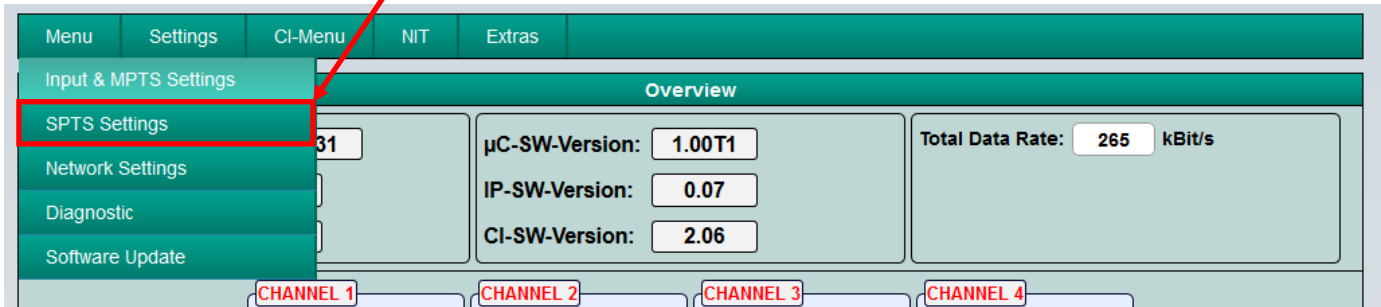 Menu Settings CI-Menu NIT Extras
Input & MPTS Settings
Overview
SPTS Settings
31
µC-SW-Version: 1.00T1
Total Data Rate: 265 kBit/s
Network Settings
IP-SW-Version: 0.07
Diagnostic
CI-SW-Version: 2.06
Software Update
CHANNEL 1 CHANNEL 2 CHANNEL 3 CHANNEL 4